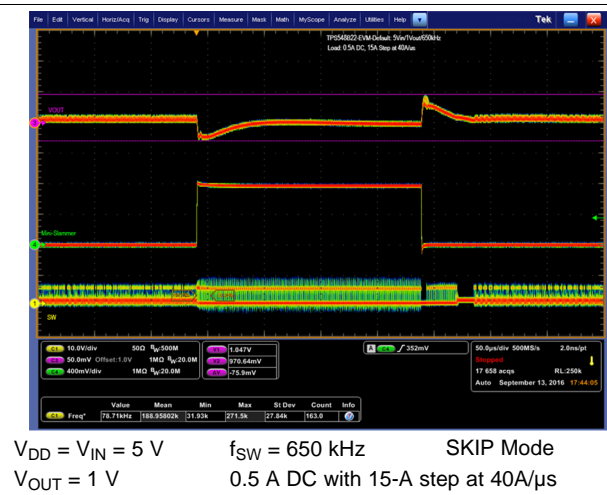 File Edit Vertical Horiz/Acq Trig Display Cursors Measure Mask Math MyScope Analyze Utilities Help Tek
TPS548B22-EVM-Default: 5Vin/1Vout/650kHz
Load: 0.5A DC, 15A Step at 40A/us
VOUT
Mini-Slammer
SW
C1 10.0V/div 50Ω BW:500M
C3 50.0mV Offset:1.0V 1MΩ BW:20.0M
C4 400mV/div 1MΩ BW:20.0M
V1 1.047V
V2 970.64mV
ΔV -75.9mV
A C4 352mV
50.0µs/div 500MS/s 2.0ns/pt
Stopped
17 658 acqs RL:250k
Auto September 13, 2016 17:44:05
Value Mean Min Max St Dev Count Info
C1 Freq* 78.71kHz 188.95802k 31.93k 271.5k 27.84k 163.0
VDD = VIN = 5 V fSW = 650 kHz SKIP Mode
VOUT = 1 V 0.5 A DC with 15-A step at 40A/µs